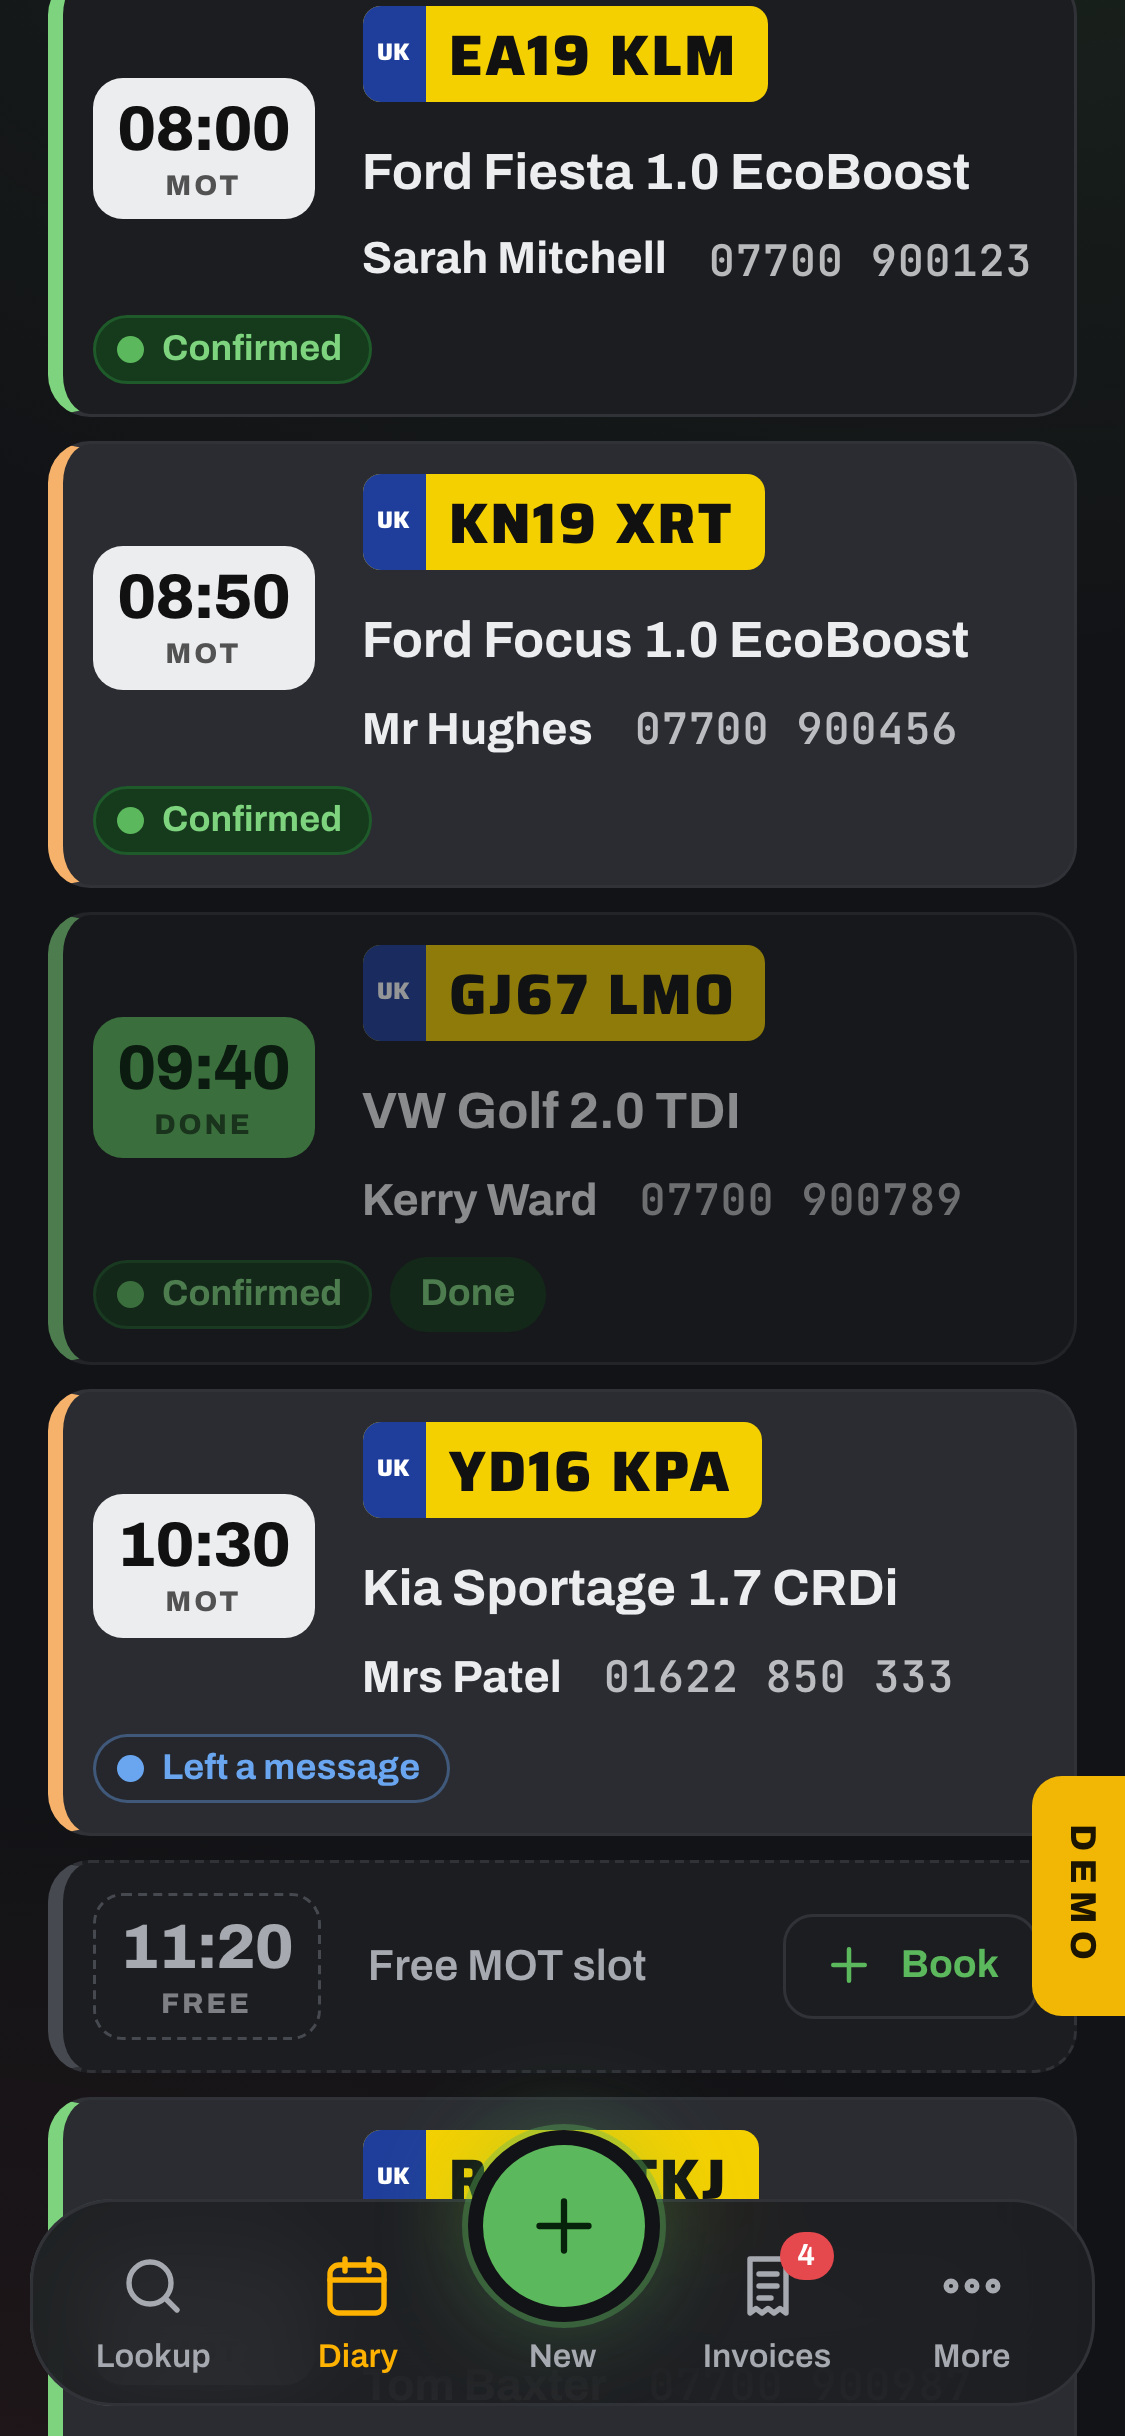 UK EA19 KLM
08:00
MOT
Ford Fiesta 1.0 EcoBoost
Sarah Mitchell 07700 900123
Confirmed
UK KN19 XRT
08:50
MOT
Ford Focus 1.0 EcoBoost
Mr Hughes 07700 900456
Confirmed
UK GJ67 LMO
09:40
DONE
VW Golf 2.0 TDI
Kerry Ward 07700 900789
Confirmed Done
UK YD16 KPA
10:30
MOT
Kia Sportage 1.7 CRDi
Mrs Patel 01622 850 333
Left a message
DEMO
11:20
FREE
Free MOT slot
+ Book
UK
4
Lookup Diary New Invoices More
Tom Baxter 07700 900987